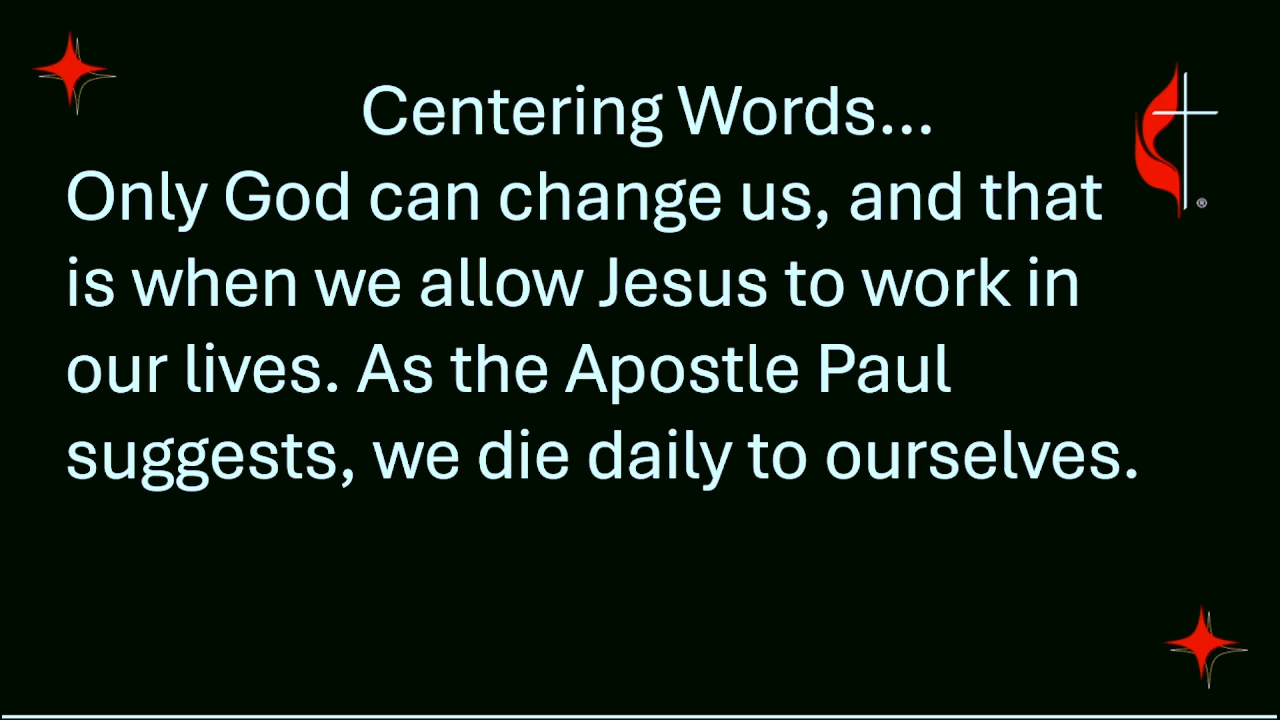 Centering Words...
Only God can change us, and that
is when we allow Jesus to work in
our lives. As the Apostle Paul
suggests, we die daily to ourselves.
®